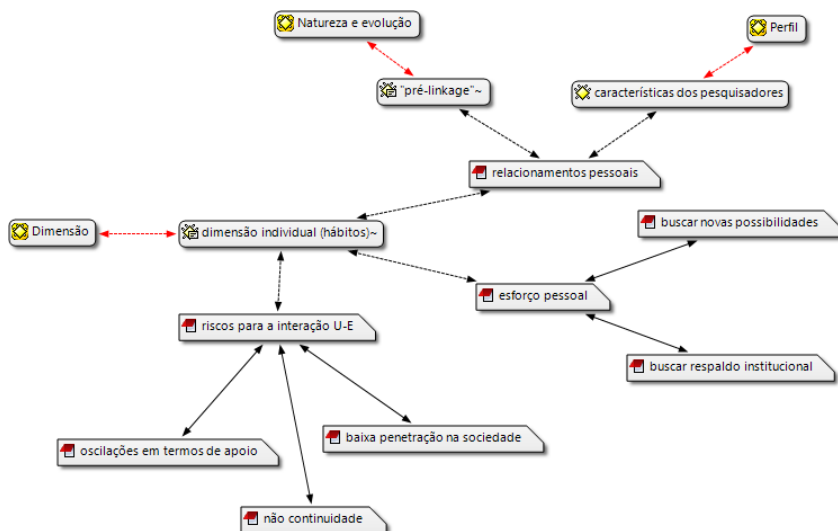 Natureza e evolução
Perfil
"pré-linkage"~
características dos pesquisadores
relacionamentos pessoais
buscar novas possibilidades
Dimensão
dimensão individual (hábitos)~
esforço pessoal
riscos para a interação U-E
buscar respaldo institucional
baixa penetração na sociedade
oscilações em termos de apoio
não continuidade